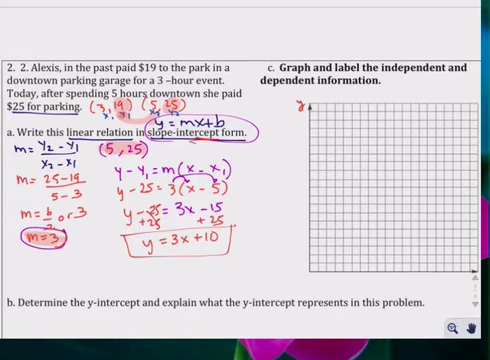 2. 2. Alexis, in the past paid $19 to the park in a
downtown parking garage for a 3 –hour event.
Today, after spending 5 hours downtown she paid
$25 for parking. (3, 19) (5, 25)
x₁ y₁ x₂ y₂
y = mx+b
a. Write this linear relation in slope-intercept form.
m= y₂ - y₁
x₂ - x₁
(5, 25)
m= 25-19
5 - 3
m= 6 or 3
2
m=3
y - y₁ = m(x - x₁)
y - 25 = 3(x - 5)
y - 25 = 3x - 15
+25 + 25
y = 3x + 10
b. Determine the y-intercept and explain what the y-intercept represents in this problem.
c. Graph and label the independent and
dependent information.
y